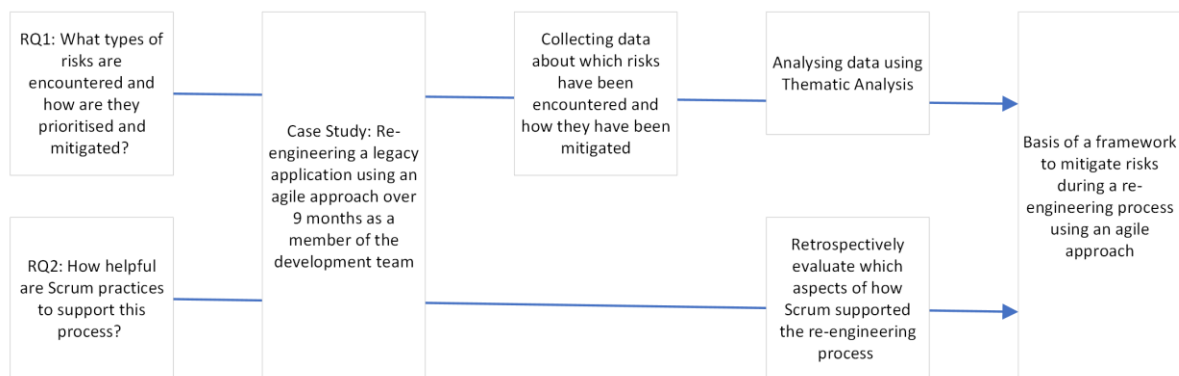 RQ1: What types of
risks are
encountered and
how are they
prioritised and
mitigated?
RQ2: How helpful
are Scrum practices
to support this
process?
Case Study: Re-
engineering a legacy
application using an
agile approach over
9 months as a
member of the
development team
Collecting data
about which risks
have been
encountered and
how they have been
mitigated
Analysing data using
Thematic Analysis
Retrospectively
evaluate which
aspects of how
Scrum supported
the re-engineering
process
Basis of a framework
to mitigate risks
during a re-
engineering process
using an agile
approach